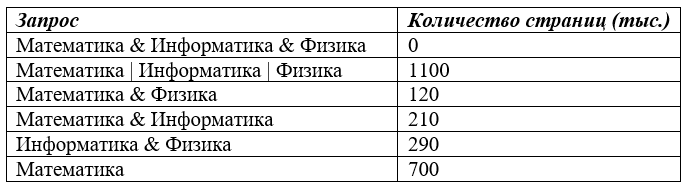 Запрос Количество страниц (тыс.)
Математика & Информатика & Физика 0
Математика | Информатика | Физика 1100
Математика & Физика 120
Математика & Информатика 210
Информатика & Физика 290
Математика 700